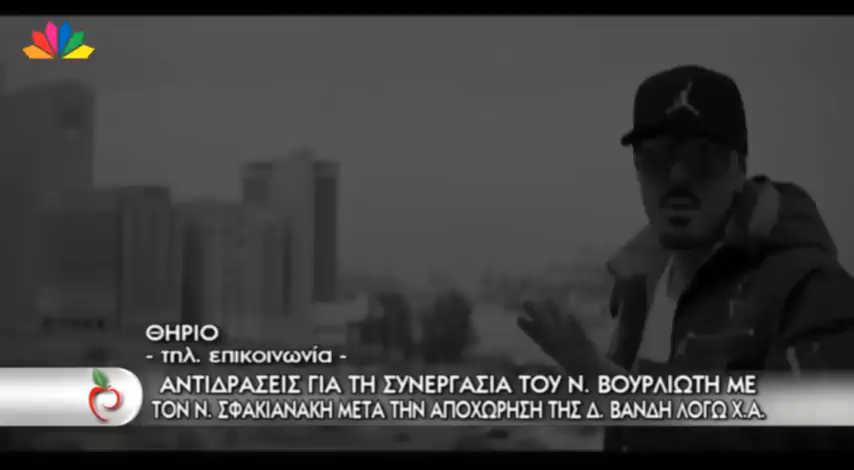 ΘΗΡΙΟ
- τηλ. επικοινωνία -
ΑΝΤΙΔΡΑΣΕΙΣ ΓΙΑ ΤΗ ΣΥΝΕΡΓΑΣΙΑ ΤΟΥ Ν. ΒΟΥΡΛΙΩΤΗ ΜΕ
ΤΟΝ Ν. ΣΦΑΚΙΑΝΑΚΗ ΜΕΤΑ ΤΗΝ ΑΠΟΧΩΡΗΣΗ ΤΗΣ Δ. ΒΑΝΔΗ ΛΟΓΩ Χ.Α.